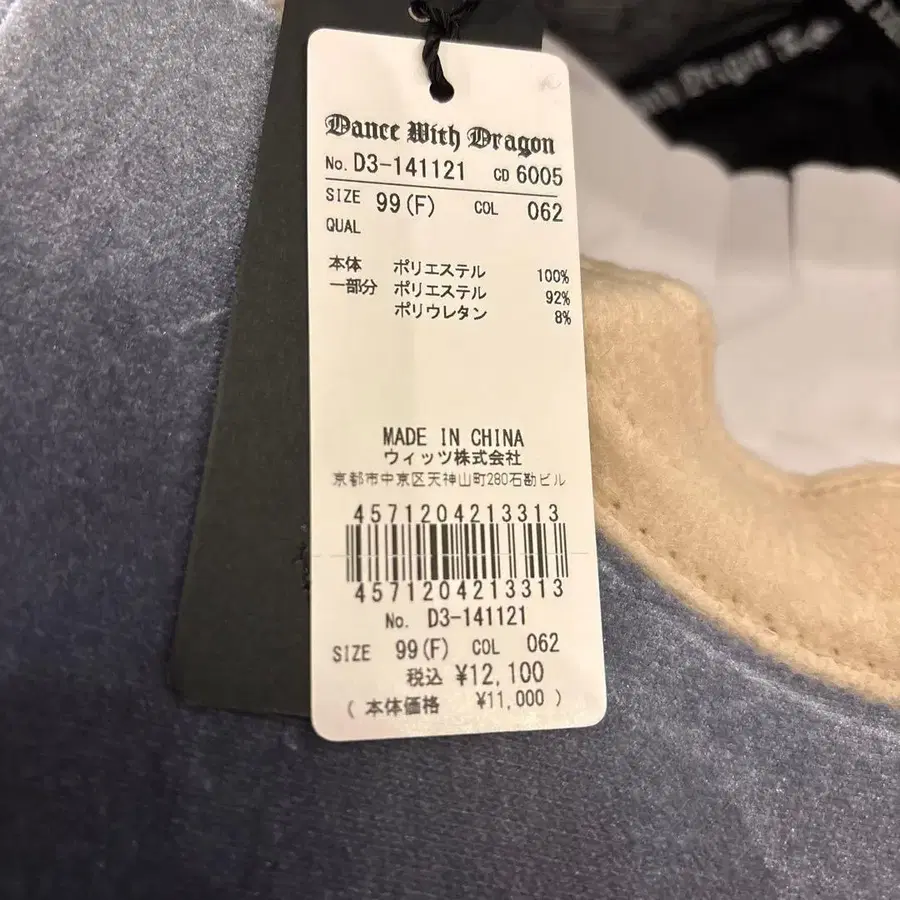 Dance With Dragon
No. D3-141121 CD 6005
SIZE 99(F) COL 062
QUAL
本体 ポリエステル 100%
一部分 ポリエステル 92%
ポリウレタン 8%
MADE IN CHINA
ウィッツ株式会社
京都市中京区天神山町280石勘ビル
4571204213313
4571204213313
No. D3-141121
SIZE 99(F) COL 062
税込 ¥12,100
( 本体価格 ¥11,000 )